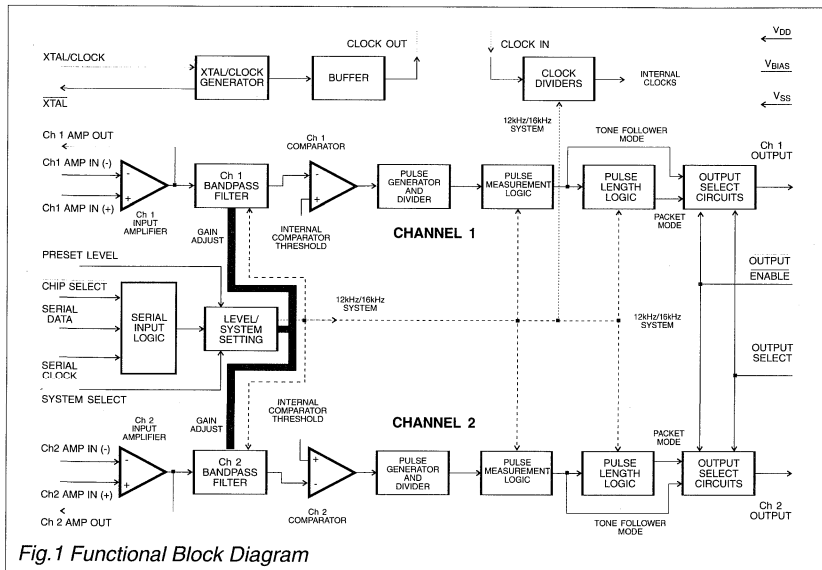 CLOCK OUT
CLOCK IN
VDD
XTAL/CLOCK
XTAL/CLOCK
GENERATOR
BUFFER
CLOCK
DIVIDERS
INTERNAL
CLOCKS
VBIAS
XTAL
VSS
12kHz/16kHz
SYSTEM
Ch 1 AMP OUT
Ch 1
COMPARATOR
TONE FOLLOWER
MODE
Ch 1
OUTPUT
Ch1 AMP IN (-)
-
+
Ch1 AMP IN (+)
Ch 1
INPUT
AMPLIFIER
Ch 1
BANDPASS
FILTER
-
+
PULSE
GENERATOR
AND
DIVIDER
PULSE
MEASUREMENT
LOGIC
PULSE
LENGTH
LOGIC
OUTPUT
SELECT
CIRCUITS
PACKET
MODE
GAIN
ADJUST
INTERNAL
COMPARATOR
THRESHOLD
CHANNEL 1
PRESET LEVEL
OUTPUT
ENABLE
CHIP SELECT
SERIAL
DATA
SERIAL
INPUT
LOGIC
LEVEL/
SYSTEM
SETTING
12kHz/16kHz
SYSTEM
12kHz/16kHz
SYSTEM
SERIAL
CLOCK
OUTPUT
SELECT
SYSTEM SELECT
INTERNAL
COMPARATOR
THRESHOLD
CHANNEL 2
Ch 2
INPUT
AMPLIFIER
GAIN
ADJUST
PACKET
MODE
Ch2 AMP IN (-)
-
+
Ch2 AMP IN (+)
Ch 2
BANDPASS
FILTER
+
-
PULSE
GENERATOR
AND
DIVIDER
PULSE
MEASUREMENT
LOGIC
PULSE
LENGTH
LOGIC
OUTPUT
SELECT
CIRCUITS
Ch 2 AMP OUT
Ch 2
COMPARATOR
TONE FOLLOWER
MODE
Ch 2
OUTPUT
Fig.1 Functional Block Diagram